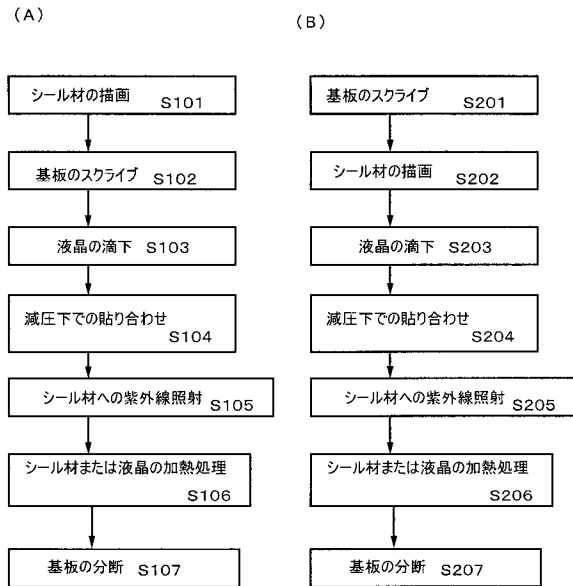 (A)
シール材の描画 S101
基板のスクライブ S102
液晶の滴下 S103
減圧下での貼り合わせ
S104
シール材への紫外線照射 S105
シール材または液晶の加熱処理
S106
基板の分断 S107
(B)
基板のスクライブ S201
シール材の描画 S202
液晶の滴下 S203
減圧下での貼り合わせ
S204
シール材への紫外線照射 S205
シール材または液晶の加熱処理
S206
基板の分断 S207